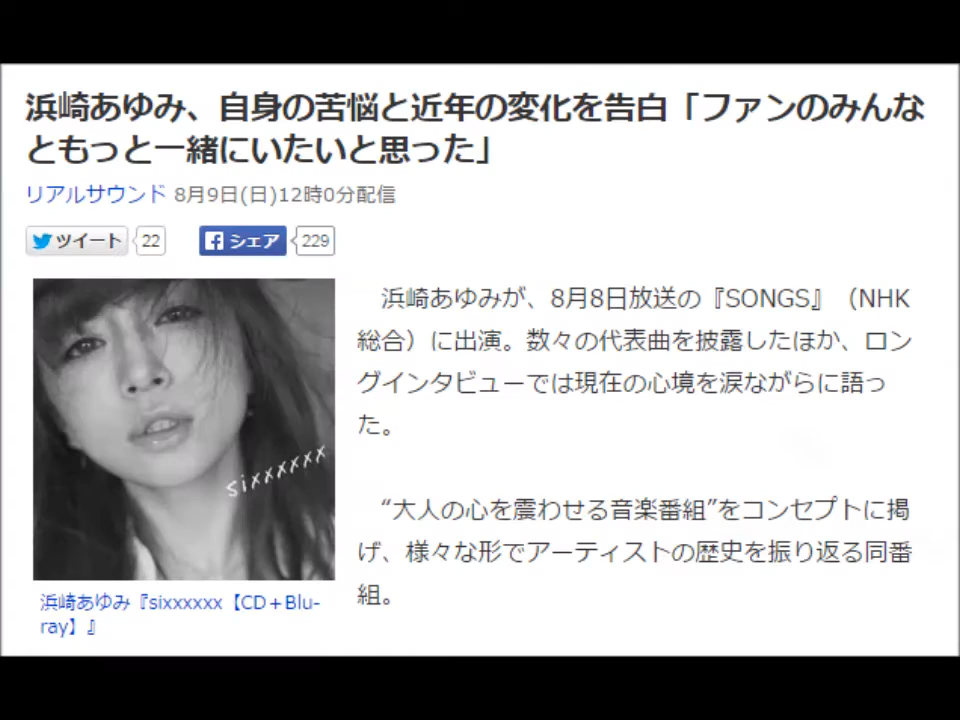 浜崎あゆみ、自身の苦悩と近年の変化を告白「ファンのみんな
ともっと一緒にいたいと思った」
リアルサウンド 8月9日(日)12時0分配信
ツイート 22 シェア 229
浜崎あゆみが、8月8日放送の『SONGS』（NHK
総合）に出演。数々の代表曲を披露したほか、ロン
グインタビューでは現在の心境を涙ながらに語っ
た。
“大人の心を震わせる音楽番組”をコンセプトに掲
げ、様々な形でアーティストの歴史を振り返る同番
組。
sixxxxxx
浜崎あゆみ『sixxxxxx【CD＋Blu-
ray】』